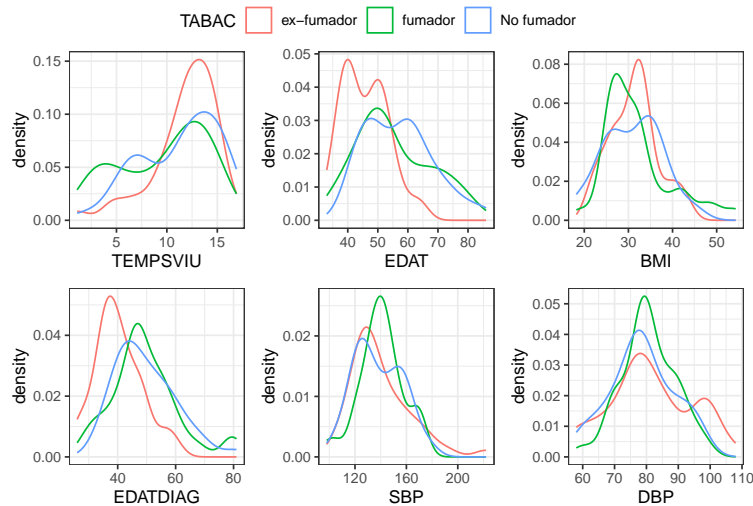 TABAC ex−fumador fumador No fumador
density
0.15
0.10
0.05
0.00
5 10 15
TEMPSVIU
density
0.05
0.04
0.03
0.02
0.01
0.00
40 50 60 70 80
EDAT
density
0.08
0.06
0.04
0.02
0.00
20 30 40 50
BMI
density
0.04
0.02
0.00
40 60 80
EDATDIAG
density
0.02
0.01
0.00
120 160 200
SBP
density
0.05
0.04
0.03
0.02
0.01
0.00
60 70 80 90 100 110
DBP